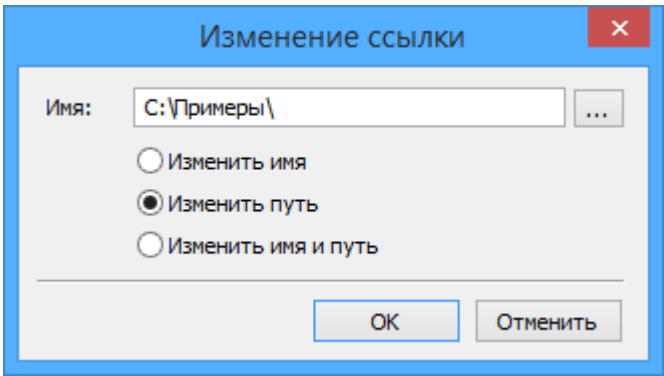 Изменение ссылки
Имя: C:\Примеры\ ...
Изменить имя
Изменить путь
Изменить имя и путь
OK Отменить